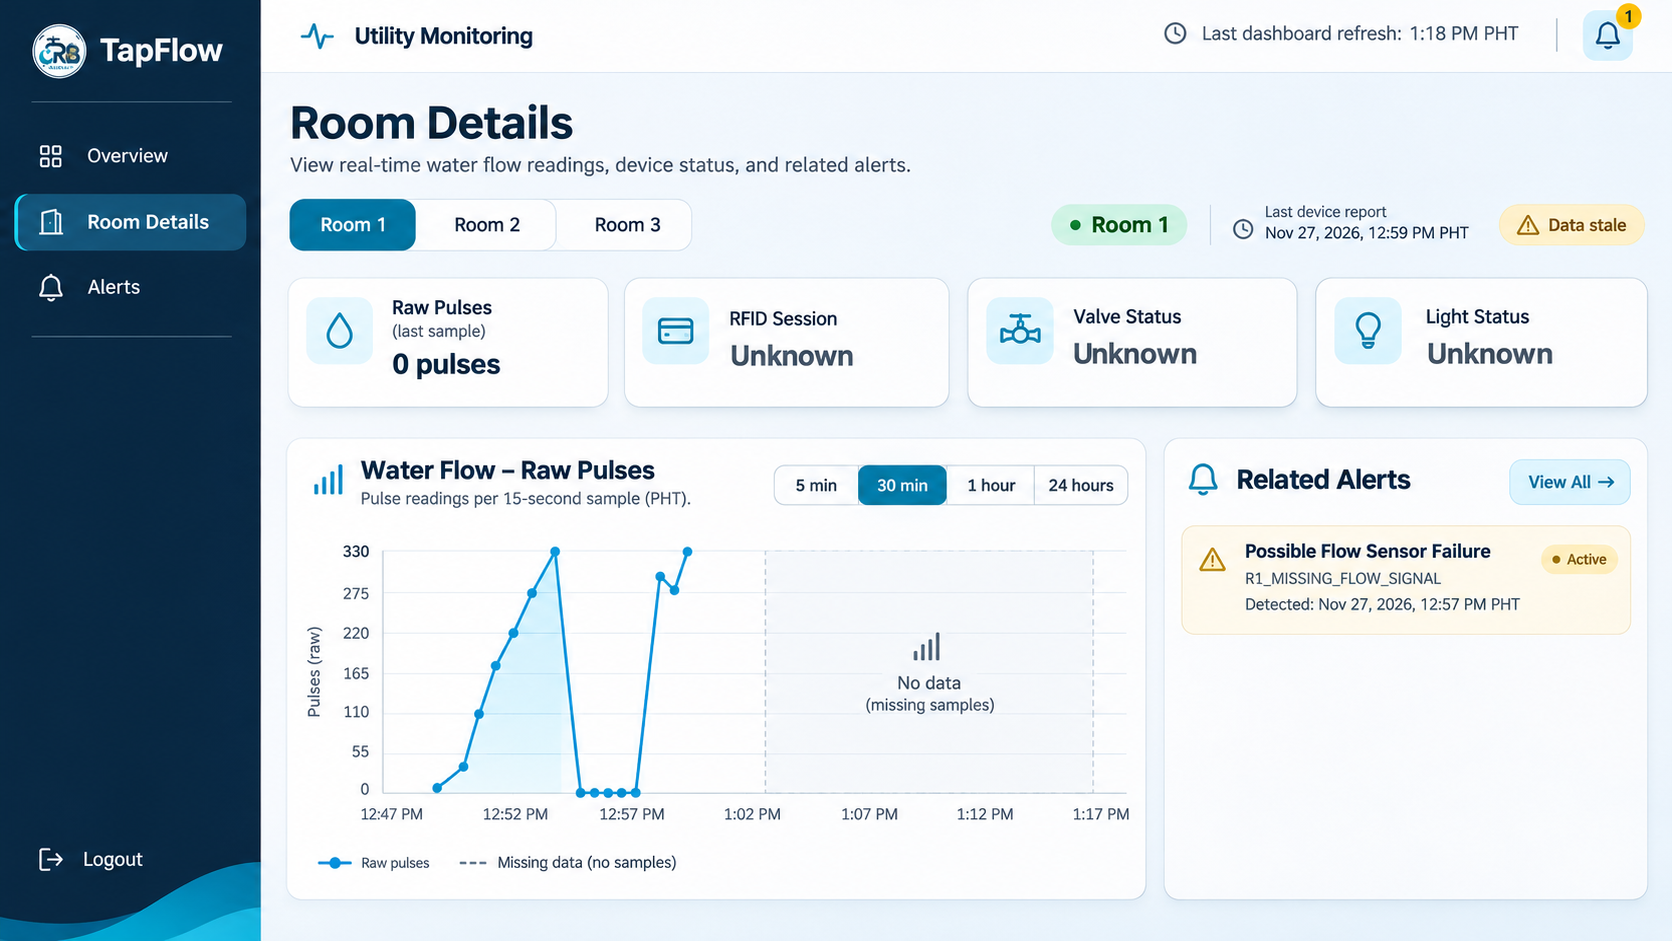 CRB
TapFlow
Overview
Room Details
Alerts
Logout
Utility Monitoring
Last dashboard refresh: 1:18 PM PHT
1
Room Details
View real-time water flow readings, device status, and related alerts.
Room 1
Room 2
Room 3
Room 1
Last device report
Nov 27, 2026, 12:59 PM PHT
Data stale
Raw Pulses
(last sample)
0 pulses
RFID Session
Unknown
Valve Status
Unknown
Light Status
Unknown
Water Flow – Raw Pulses
Pulse readings per 15-second sample (PHT).
5 min
30 min
1 hour
24 hours
Pulses (raw)
330
275
220
165
110
55
0
No data
(missing samples)
12:47 PM
12:52 PM
12:57 PM
1:02 PM
1:07 PM
1:12 PM
1:17 PM
Raw pulses
Missing data (no samples)
Related Alerts
View All →
Possible Flow Sensor Failure
Active
R1_MISSING_FLOW_SIGNAL
Detected: Nov 27, 2026, 12:57 PM PHT